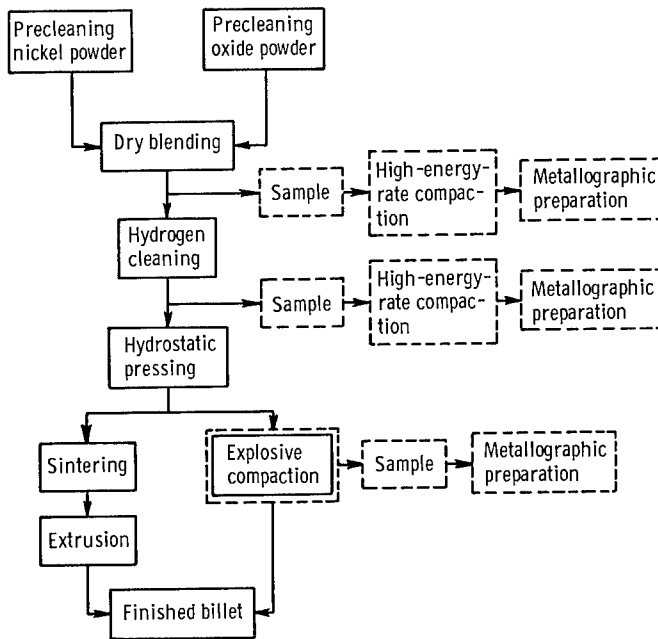 Precleaning
nickel powder
Precleaning
oxide powder
Dry blending
Sample
High-energy-
rate compac-
tion
Metallographic
preparation
Hydrogen
cleaning
Sample
High-energy-
rate compac-
tion
Metallographic
preparation
Hydrostatic
pressing
Sintering
Explosive
compaction
Sample
Metallographic
preparation
Extrusion
Finished billet